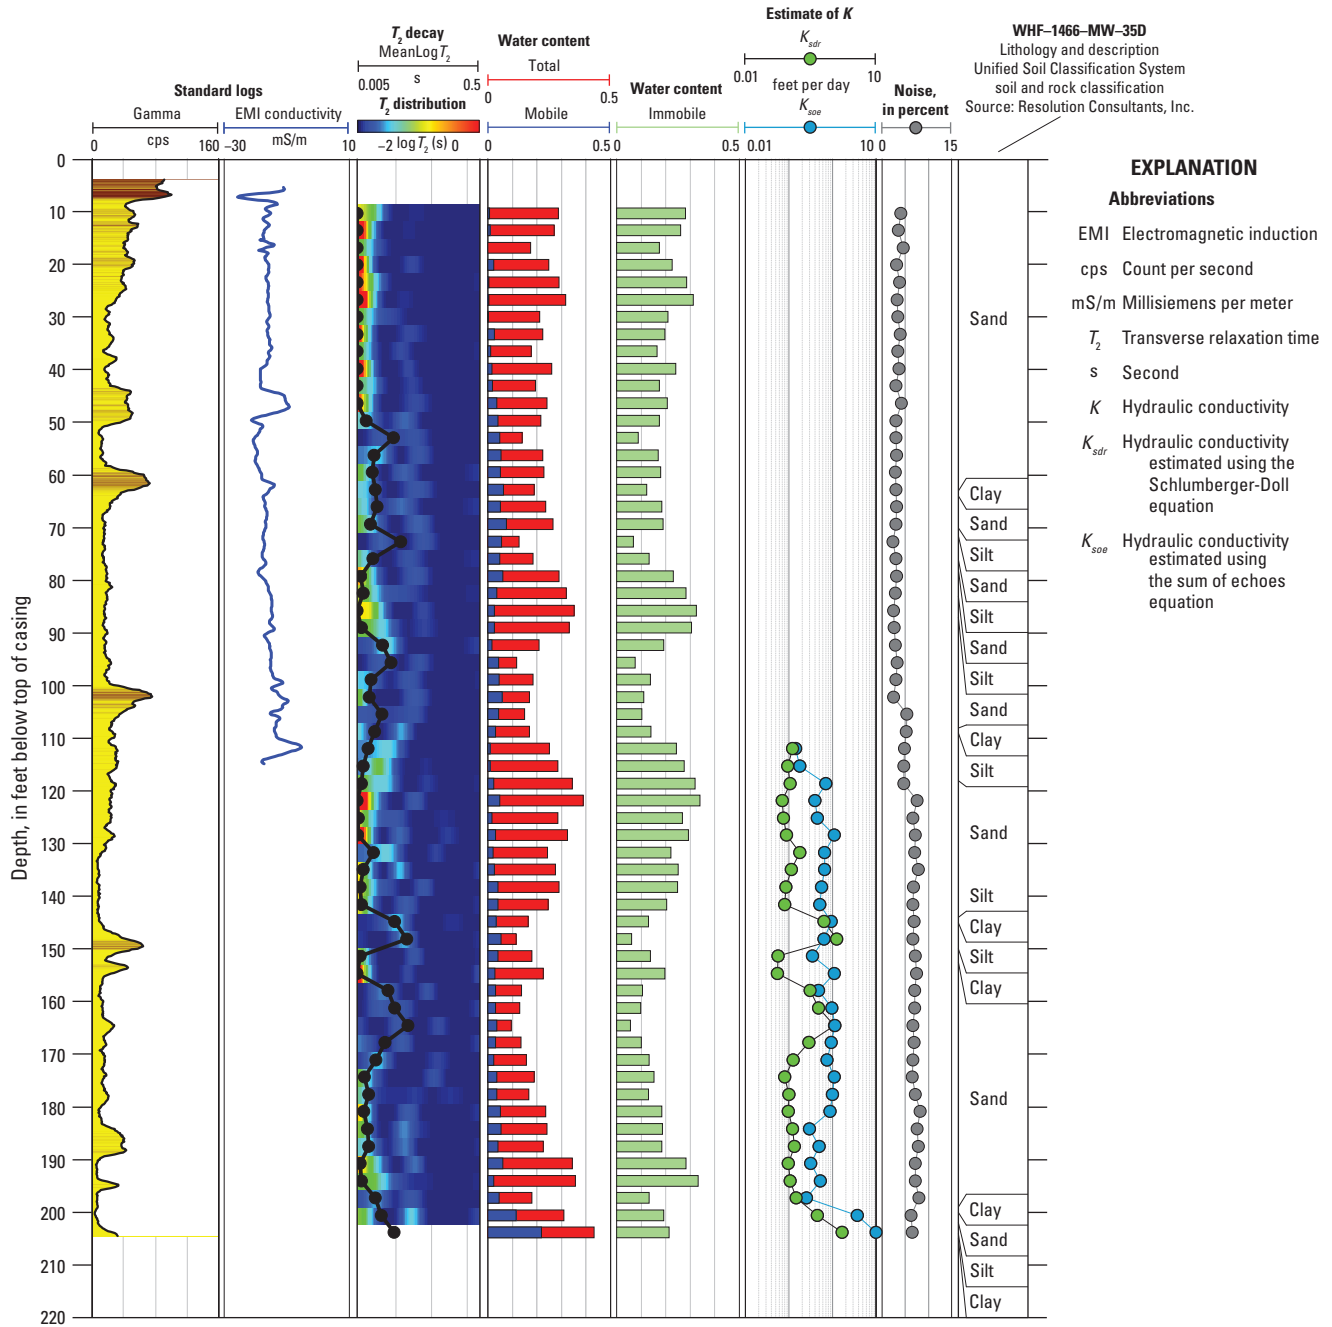 Standard logs
Gamma
0 cps 160
EMI conductivity
−30 mS/m 10
T2 decay
MeanLog T2
s
0.005 0.5
T2 distribution
−2 log T2 (s) 0
Water content
Total
0 0.5
Mobile
0 0.5
Water content
Immobile
0.5
Estimate of K
Ksdr
0.01 10
feet per day
Ksoe
0.01 10
Noise, in percent
0 15
WHF–1466–MW–35D
Lithology and description
Unified Soil Classification System
soil and rock classification
Source: Resolution Consultants, Inc.
Depth, in feet below top of casing
0
10
20
30
40
50
60
70
80
90
100
110
120
130
140
150
160
170
180
190
200
210
220
Sand
Clay
Sand
Silt
Sand
Silt
Sand
Silt
Sand
Clay
Silt
Sand
Silt
Clay
Silt
Clay
Sand
Clay
Sand
Silt
Clay
EXPLANATION
Abbreviations
EMI Electromagnetic induction
cps Count per second
mS/m Millisiemens per meter
T2 Transverse relaxation time
s Second
K Hydraulic conductivity
Ksdr Hydraulic conductivity
estimated using the
Schlumberger-Doll
equation
Ksoe Hydraulic conductivity
estimated using
the sum of echoes
equation